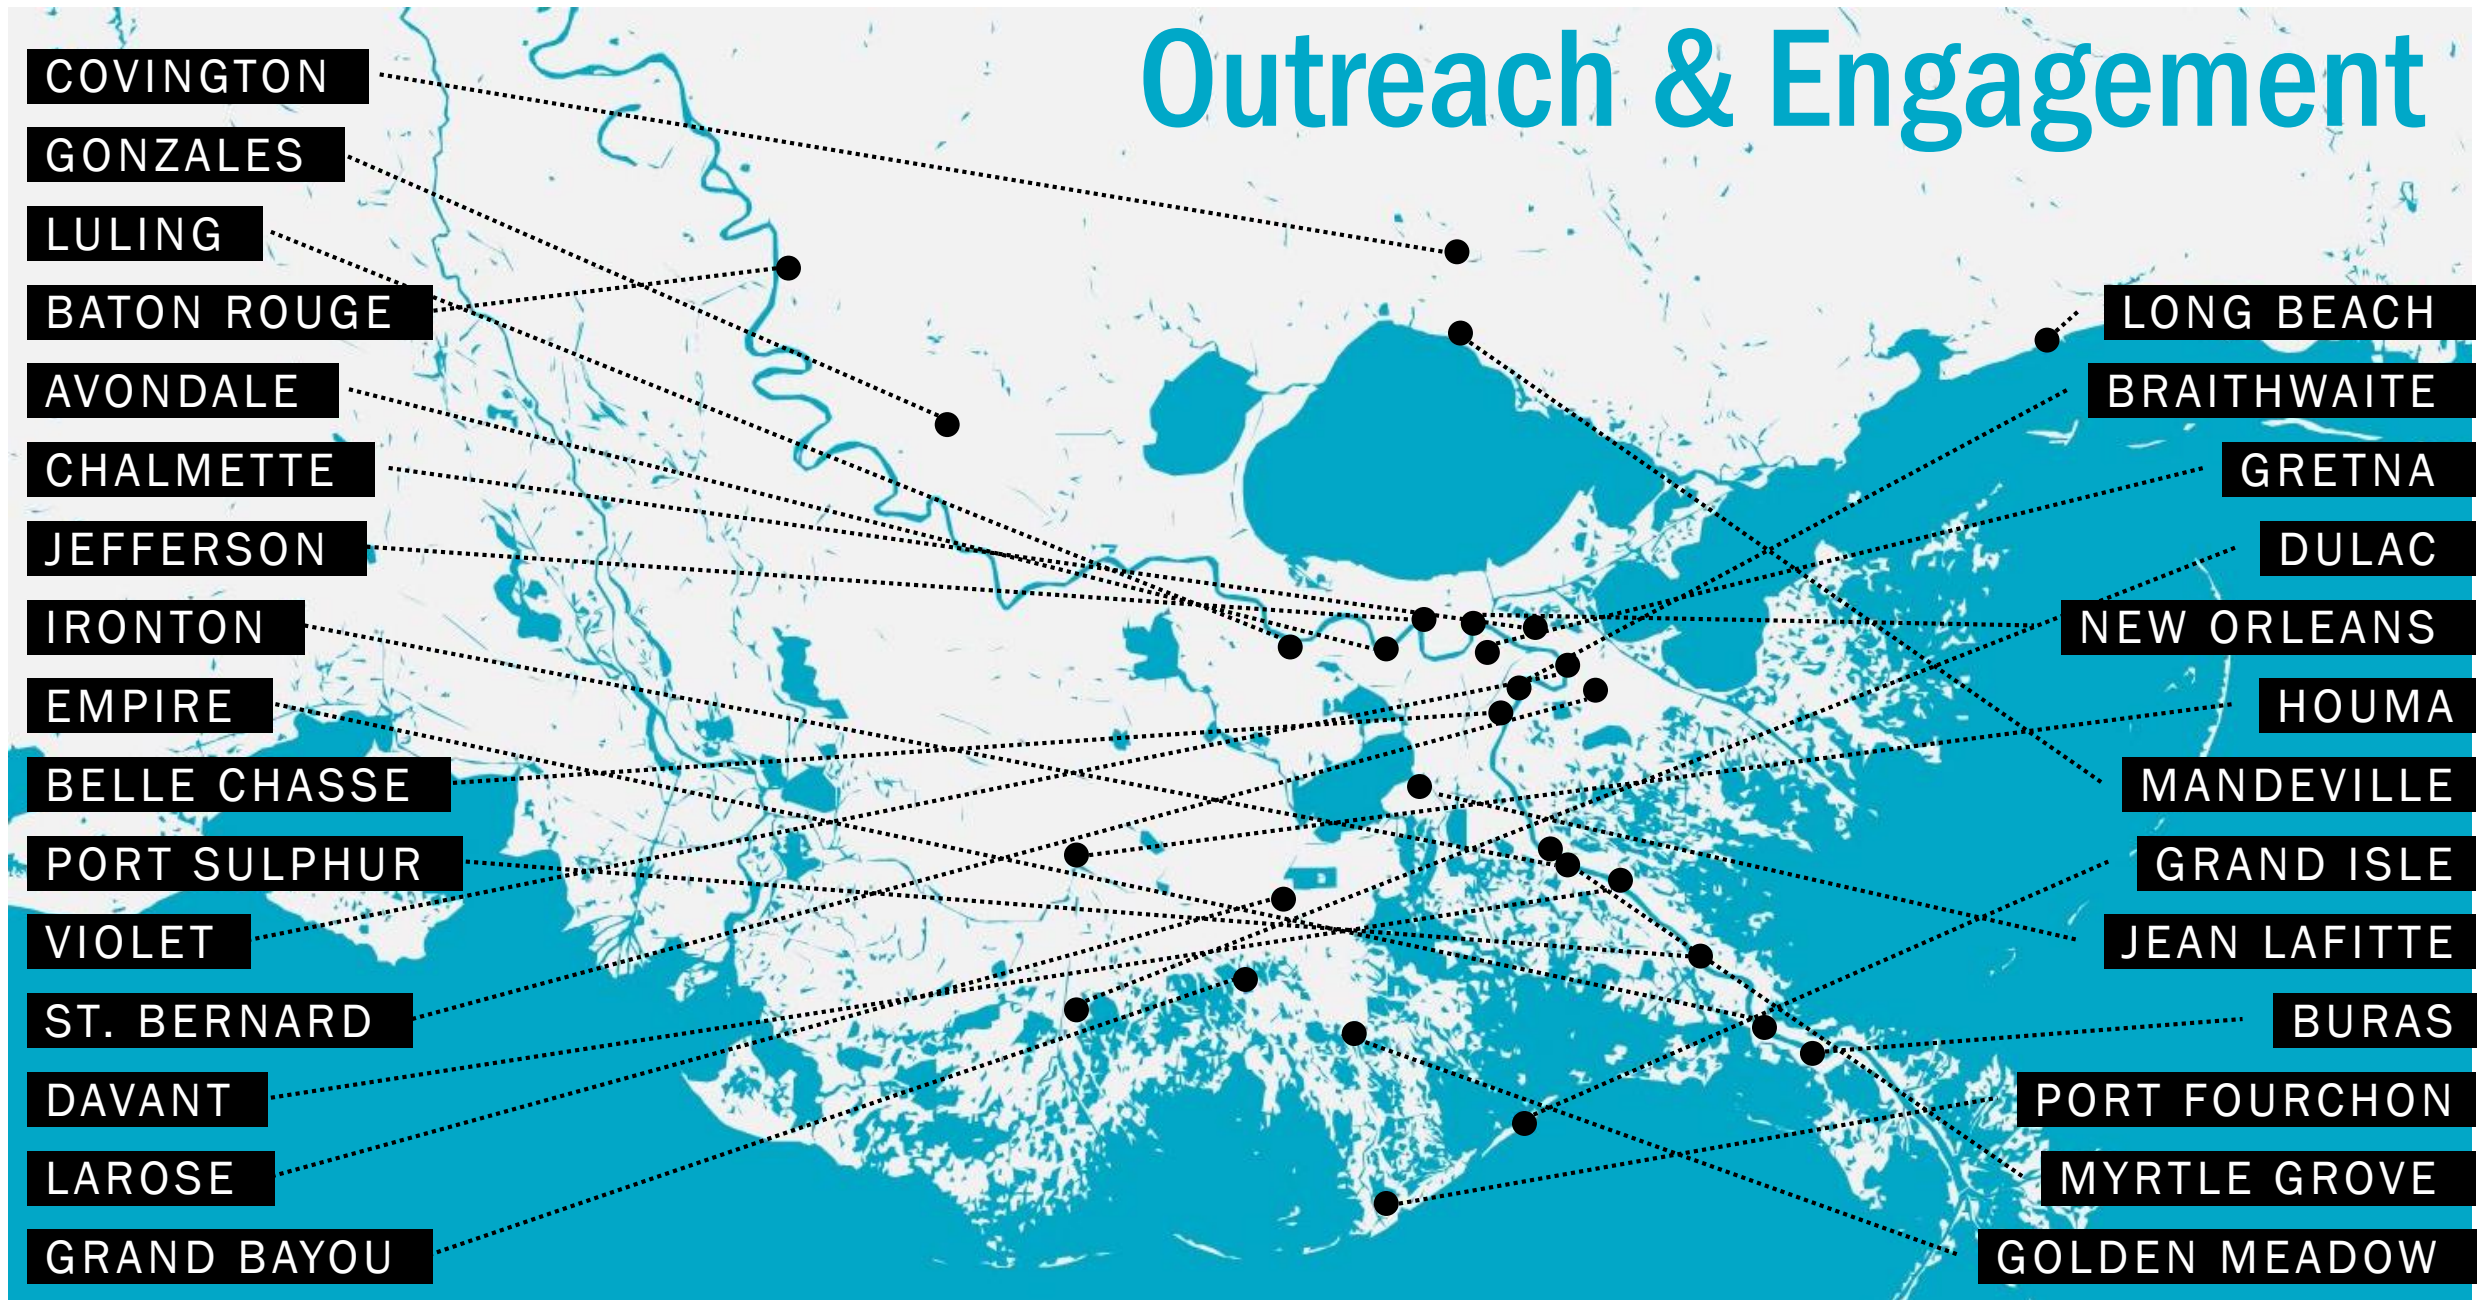 Outreach & Engagement
COVINGTON
GONZALES
LULING
BATON ROUGE
AVONDALE
CHALMETTE
JEFFERSON
IRONTON
EMPIRE
BELLE CHASSE
PORT SULPHUR
VIOLET
ST. BERNARD
DAVANT
LAROSE
GRAND BAYOU
LONG BEACH
BRAITHWAITE
GRETNA
DULAC
NEW ORLEANS
HOUMA
MANDEVILLE
GRAND ISLE
JEAN LAFITTE
BURAS
PORT FOURCHON
MYRTLE GROVE
GOLDEN MEADOW